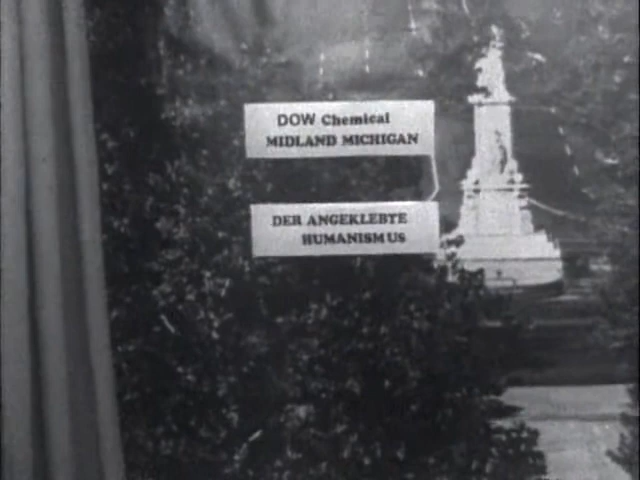 DOW Chemical
MIDLAND MICHIGAN
DER ANGEKLEBTE
HUMANISMUS